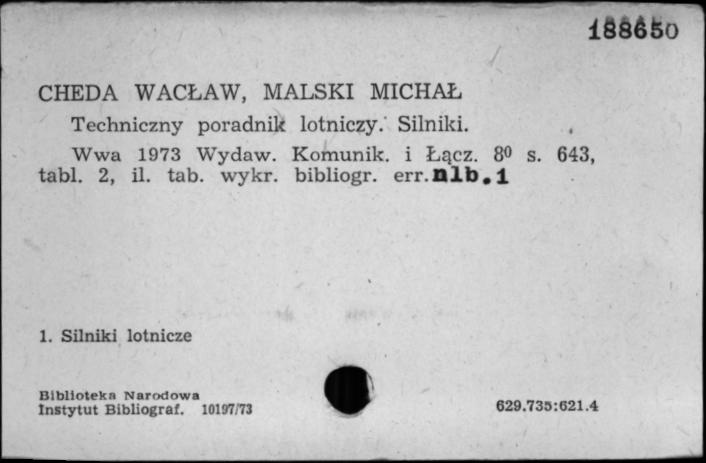 188650
CHEDA WACŁAW, MALSKI MICHAŁ
Techniczny poradnik lotniczy. Silniki.
Wwa 1973 Wydaw. Komunik. i Łącz. 8⁰ s. 643,
tabl. 2, il. tab. wykr. bibliogr. err. nlb. 1
1. Silniki lotnicze
Biblioteka Narodowa
Instytut Bibliograf. 10197/73
629.735:621.4